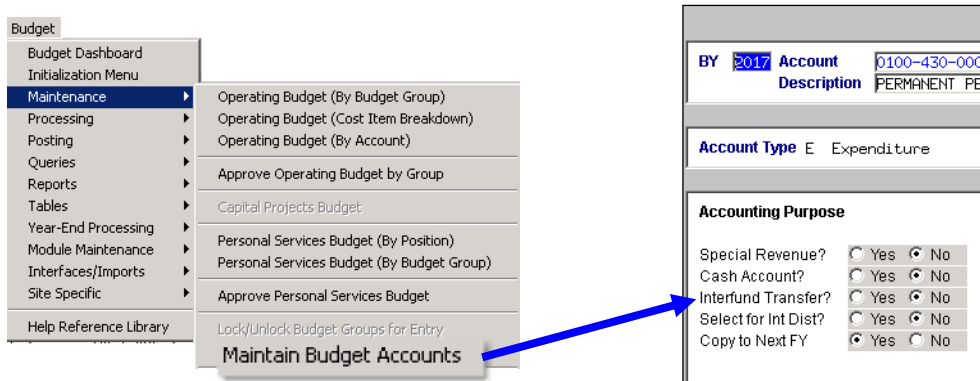 Budget
Budget Dashboard
Initialization Menu
Maintenance
Processing
Posting
Queries
Reports
Tables
Year-End Processing
Module Maintenance
Interfaces/Imports
Site Specific
Help Reference Library
Operating Budget (By Budget Group)
Operating Budget (Cost Item Breakdown)
Operating Budget (By Account)
Approve Operating Budget by Group
Capital Projects Budget
Personal Services Budget (By Position)
Personal Services Budget (By Budget Group)
Approve Personal Services Budget
Lock/Unlock Budget Groups for Entry
Maintain Budget Accounts
BY 2017 Account 0100-430-000
Description PERMANENT PE
Account Type E Expenditure
Accounting Purpose
Special Revenue? Yes No
Cash Account? Yes No
Interfund Transfer? Yes No
Select for Int Dist? Yes No
Copy to Next FY Yes No